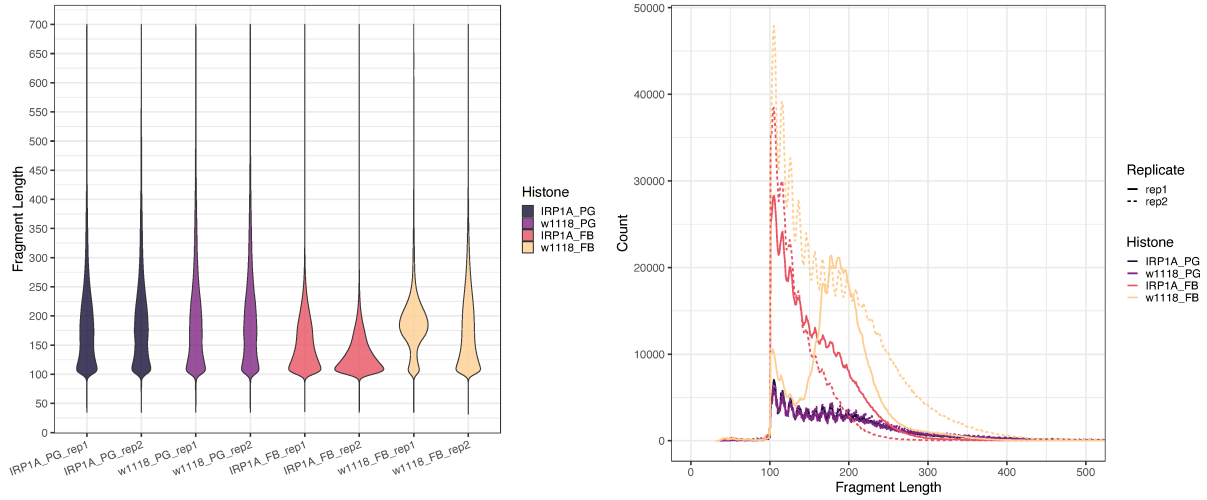 Fragment Length
700
650
600
550
500
450
400
350
300
250
200
150
100
50
0
IRP1A_PG_rep1
IRP1A_PG_rep2
w1118_PG_rep1
w1118_PG_rep2
IRP1A_FB_rep1
IRP1A_FB_rep2
w1118_FB_rep1
w1118_FB_rep2
Histone
IRP1A_PG
w1118_PG
IRP1A_FB
w1118_FB
Count
50000
40000
30000
20000
10000
0
0 100 200 300 400 500
Fragment Length
Replicate
rep1
rep2
Histone
IRP1A_PG
w1118_PG
IRP1A_FB
w1118_FB